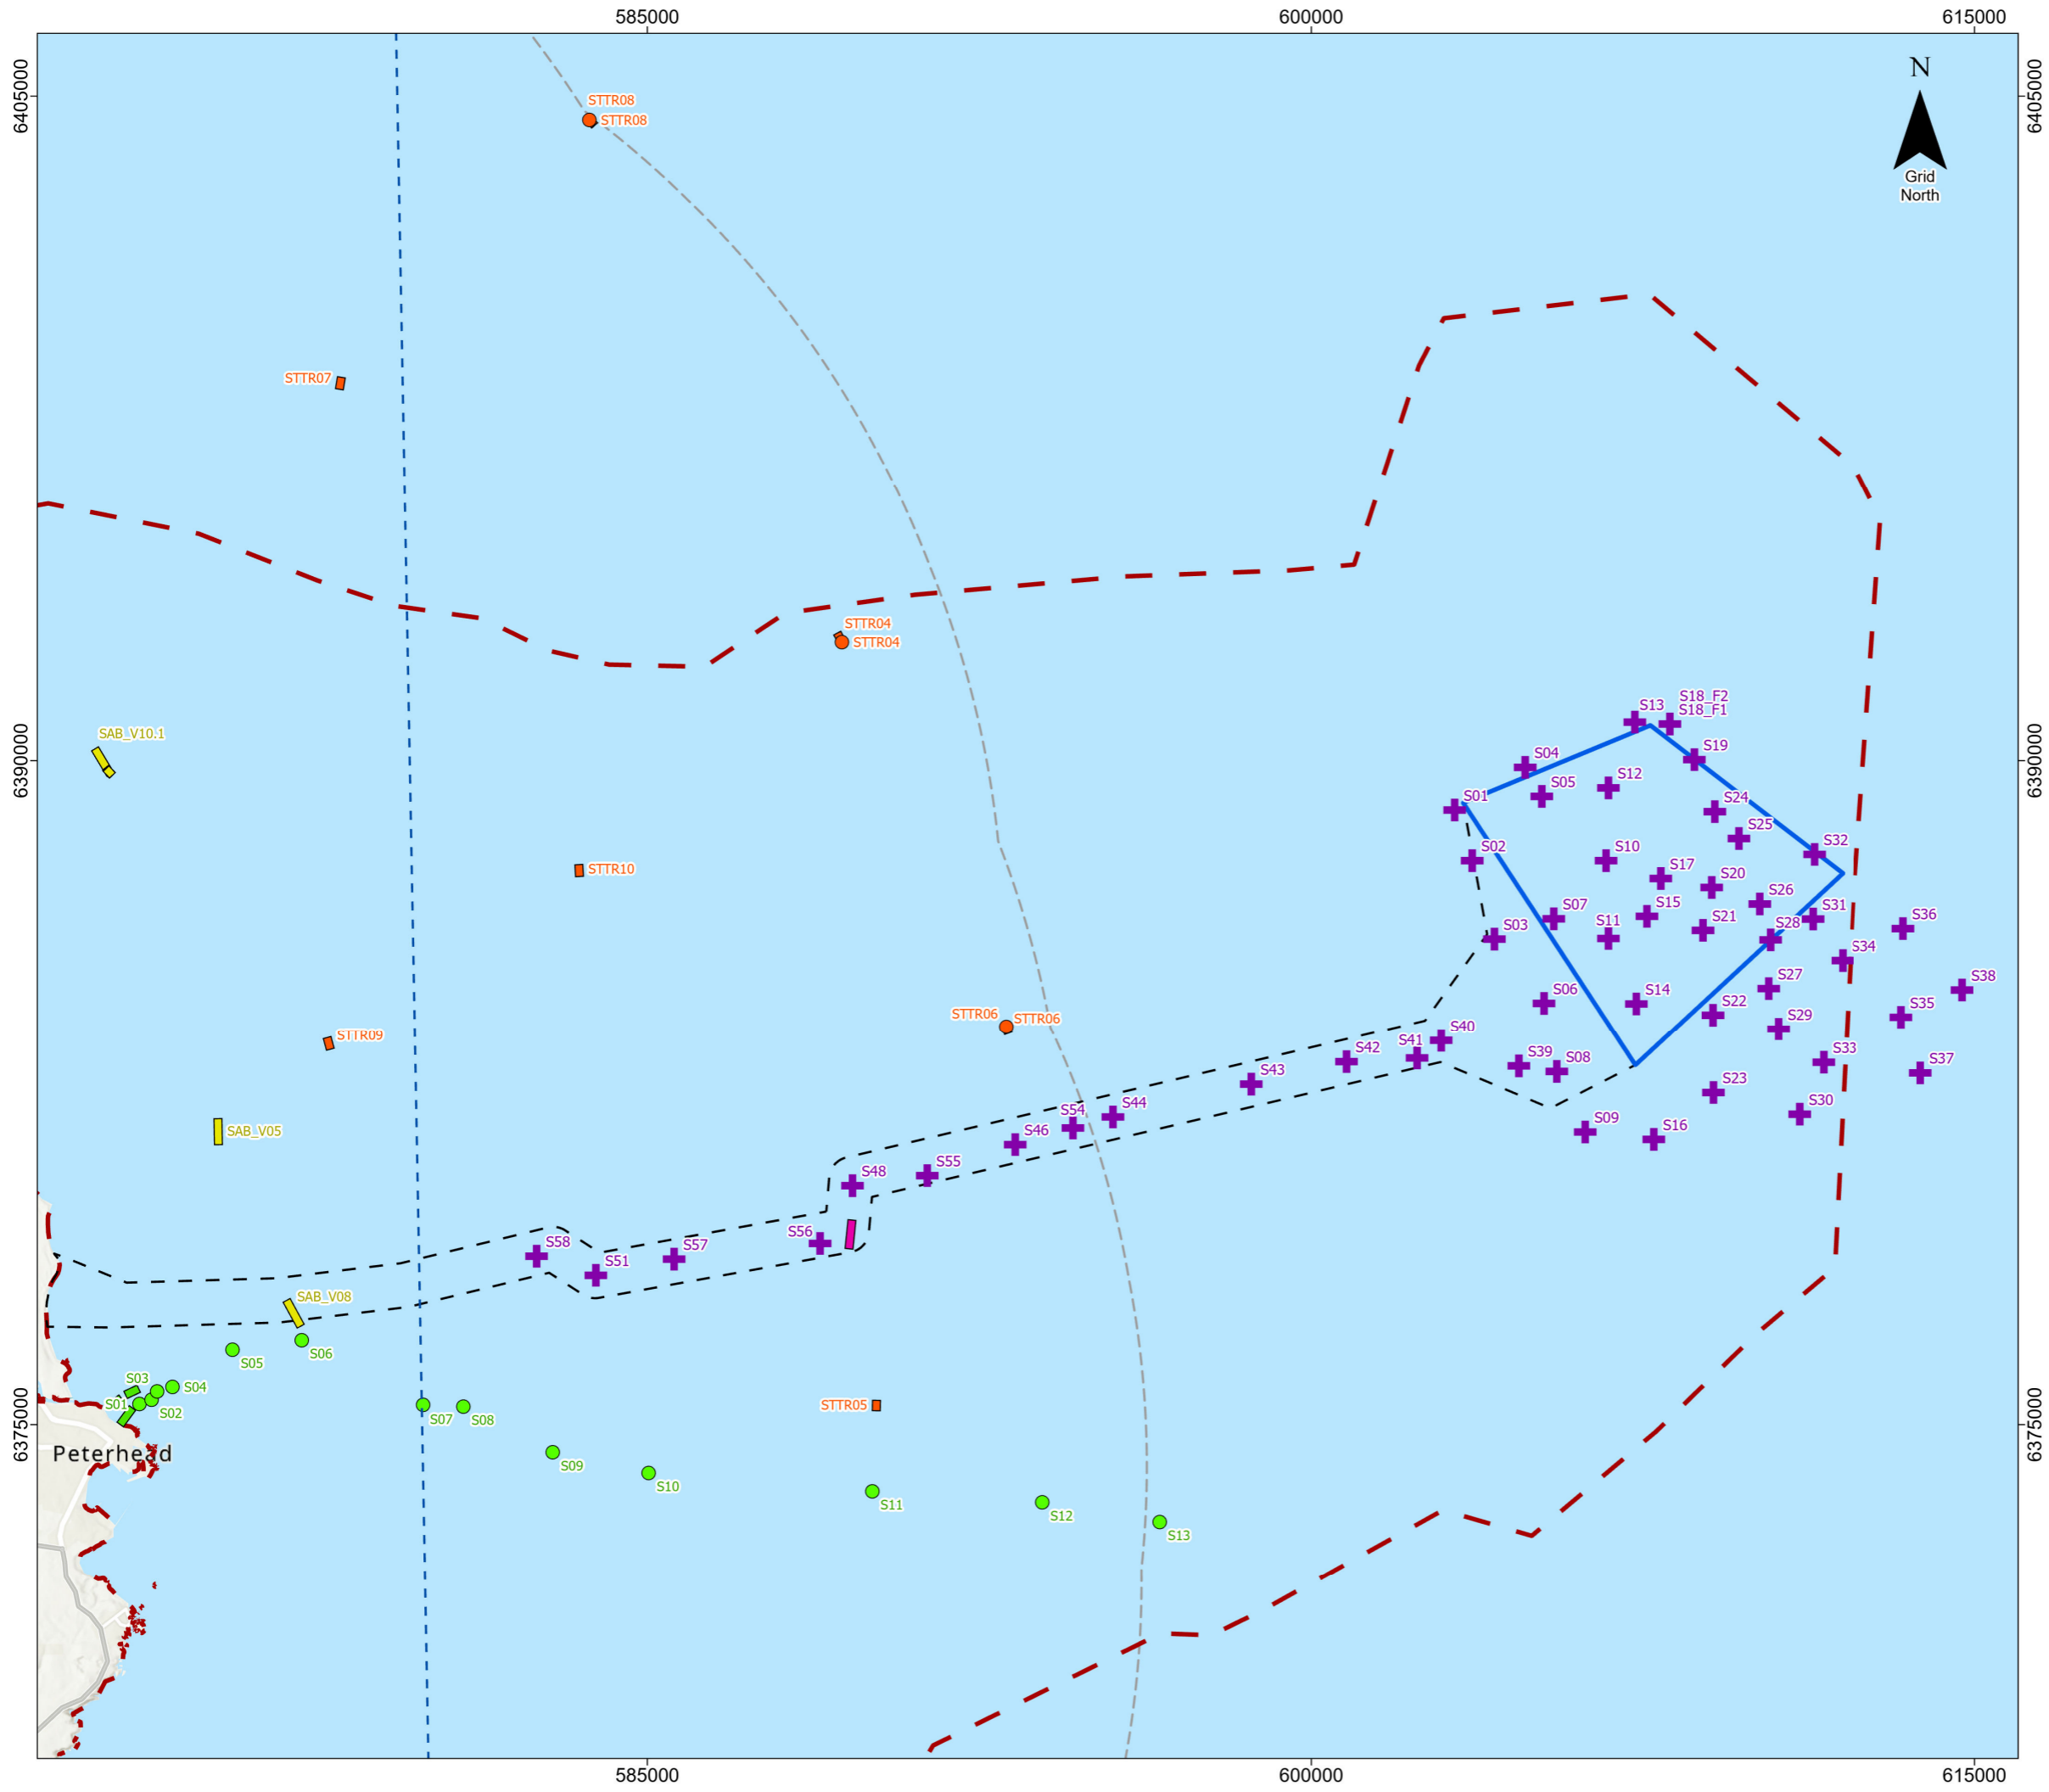 585000
600000
615000
6405000
6405000
N
Grid
North
STTR08
STTR08
STTR07
STTR04
STTR04
S18_F2
S13
S18_F1
SAB_V10.1
S19
S04
S12
S05
S01
S24
S25
S32
S02
S10
6390000
6390000
STTR10
S17
S20
S26
S15
S07
S31
S11
S21
S36
S03
S28
S34
S38
S27
S06
S14
S22
S35
STTR06
STTR06
S29
S40
STTR09
S41
S42
S33
S39
S08
S37
S43
S23
S54
S44
S30
SAB_V05
S46
S09
S16
S55
S48
S56
S58
S57
S51
SAB_V08
S06
S05
S03
S04
S01
S02
STTR05
S07
S08
6375000
6375000
Peterhead
S09
S10
S11
S12
S13
585000
600000
615000